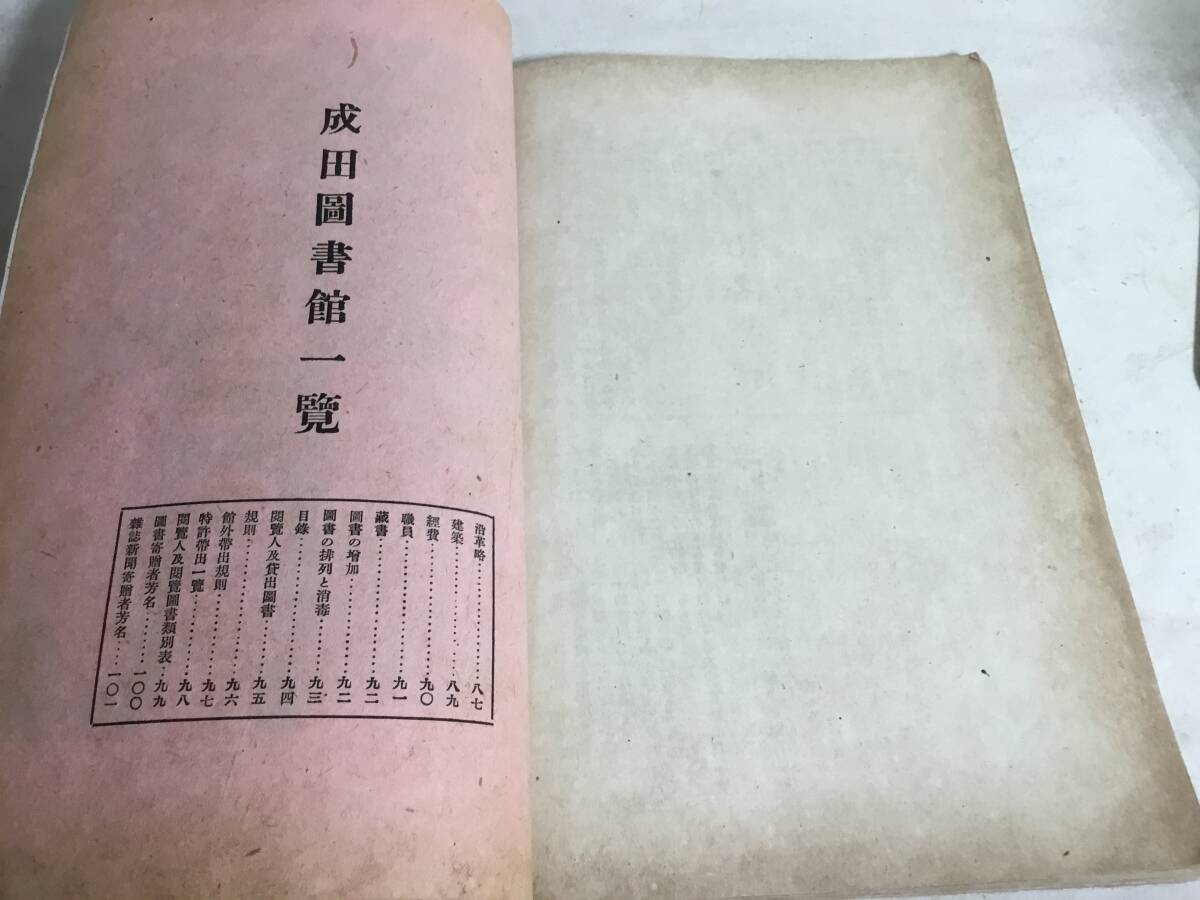 成田圖書館一覽
沿革略……………………八七
建築……………………八九
經費……………………九〇
職員……………………九一
藏書……………………九二
圖書の增加……………………九二
圖書の排列と消毒……………………九三
目錄……………………九四
閱覽人及貸出圖書……………………九五
規則……………………九六
館外帶出規則……………………九七
特許帶出一覽……………………九八
閱覽人及閱覽圖書類別表…九九
圖書寄贈者芳名…………一〇〇
雜誌新聞寄贈者芳名……一〇一